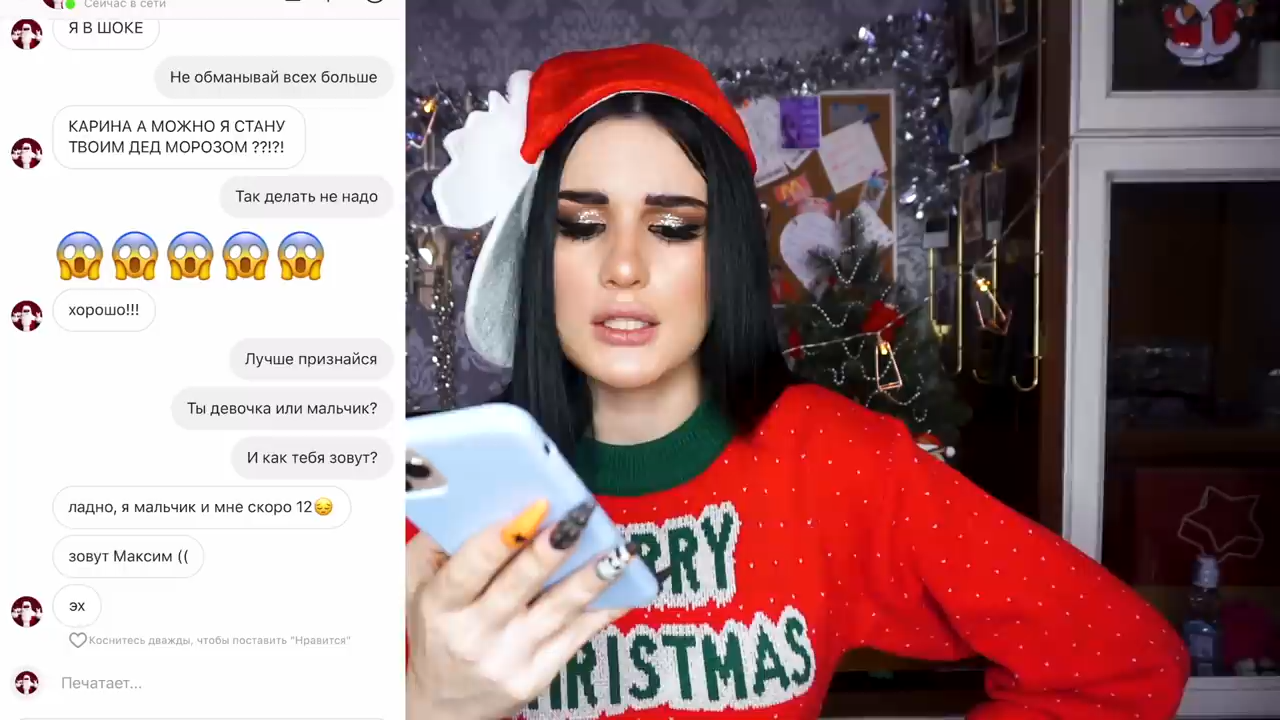 Сейчас в сети
Я В ШОКЕ
Не обманывай всех больше
КАРИНА А МОЖНО Я СТАНУ
ТВОИМ ДЕД МОРОЗОМ ??!?!
Так делать не надо
хорошо!!!
Лучше признайся
Ты девочка или мальчик?
И как тебя зовут?
ладно, я мальчик и мне скоро 12
зовут Максим ((
эх
Коснитесь дважды, чтобы поставить "Нравится"
Печатает...
RRY
RISTMAS